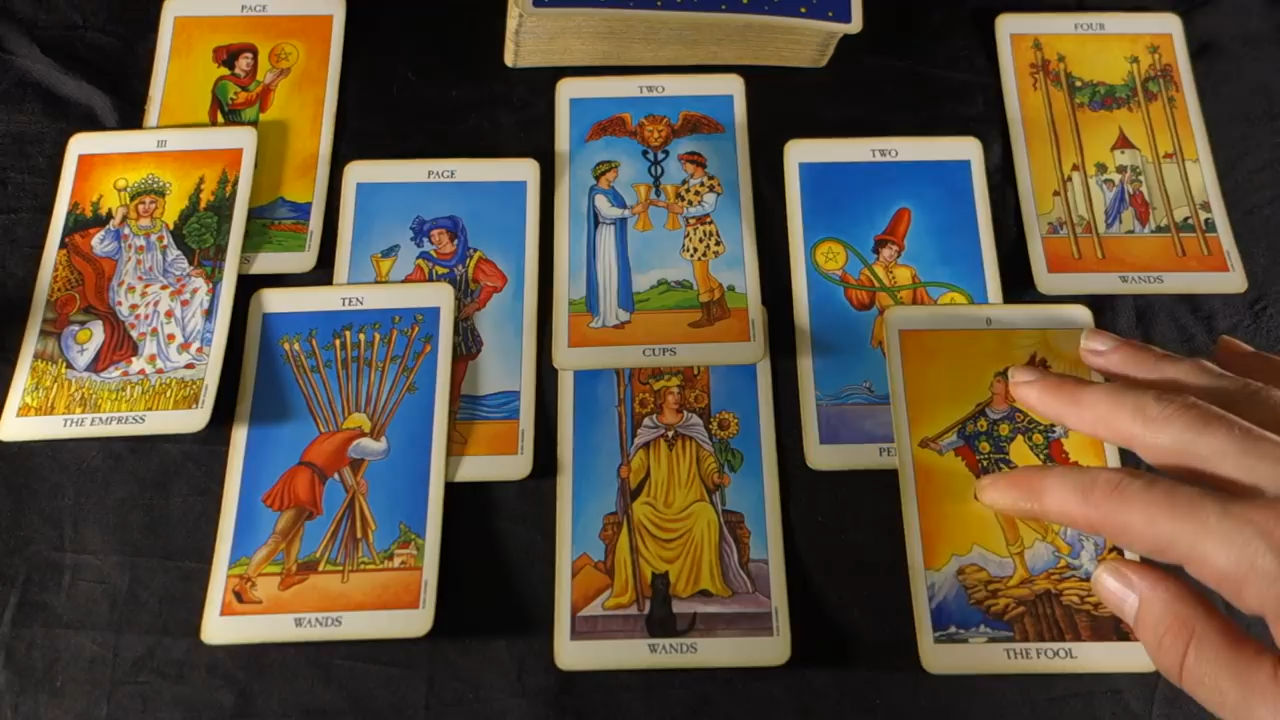 PAGE
III
THE EMPRESS
PAGE
TEN
WANDS
TWO
CUPS
WANDS
TWO
0
THE FOOL
FOUR
WANDS